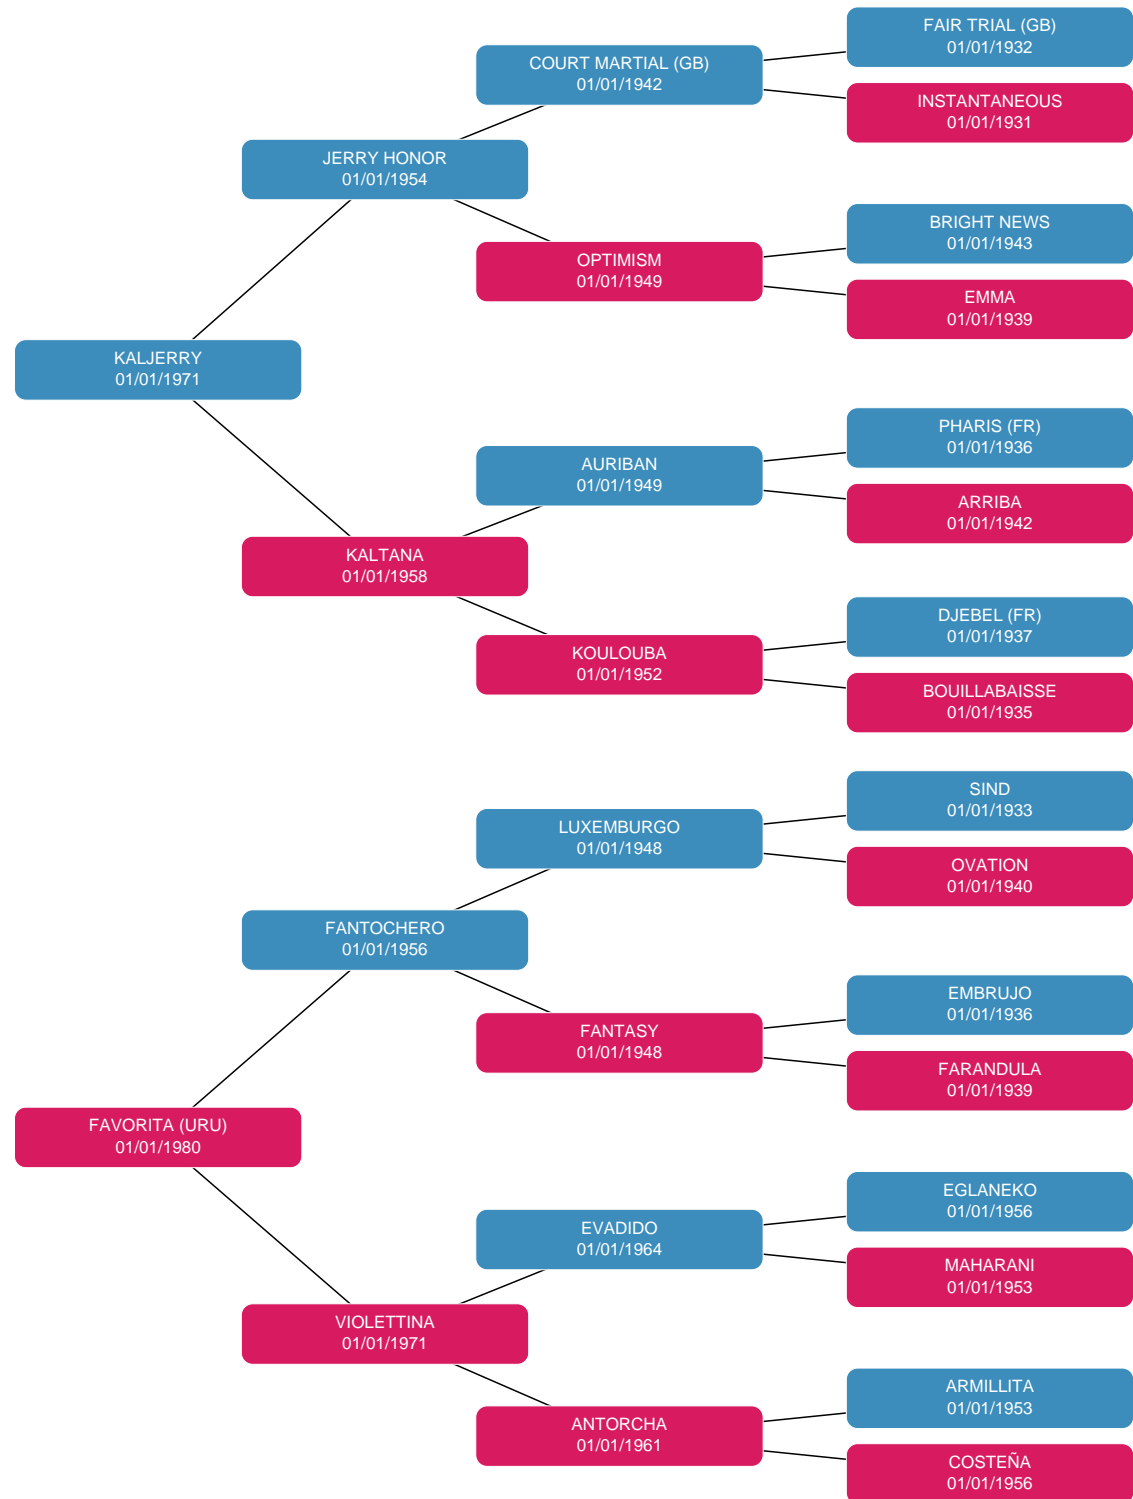 FAIR TRIAL (GB)
01/01/1932
COURT MARTIAL (GB)
01/01/1942
INSTANTANEOUS
01/01/1931
JERRY HONOR
01/01/1954
BRIGHT NEWS
01/01/1943
OPTIMISM
01/01/1949
EMMA
01/01/1939
KALJERRY
01/01/1971
PHARIS (FR)
01/01/1936
AURIBAN
01/01/1949
ARRIBA
01/01/1942
KALTANA
01/01/1958
DJEBEL (FR)
01/01/1937
KOULOUBA
01/01/1952
BOUILLABAISSE
01/01/1935
SIND
01/01/1933
LUXEMBURGO
01/01/1948
OVATION
01/01/1940
FANTOCHERO
01/01/1956
EMBRUJO
01/01/1936
FANTASY
01/01/1948
FARANDULA
01/01/1939
FAVORITA (URU)
01/01/1980
EGLANEKO
01/01/1956
EVADIDO
01/01/1964
MAHARANI
01/01/1953
VIOLETTINA
01/01/1971
ARMILLITA
01/01/1953
ANTORCHA
01/01/1961
COSTEÑA
01/01/1956